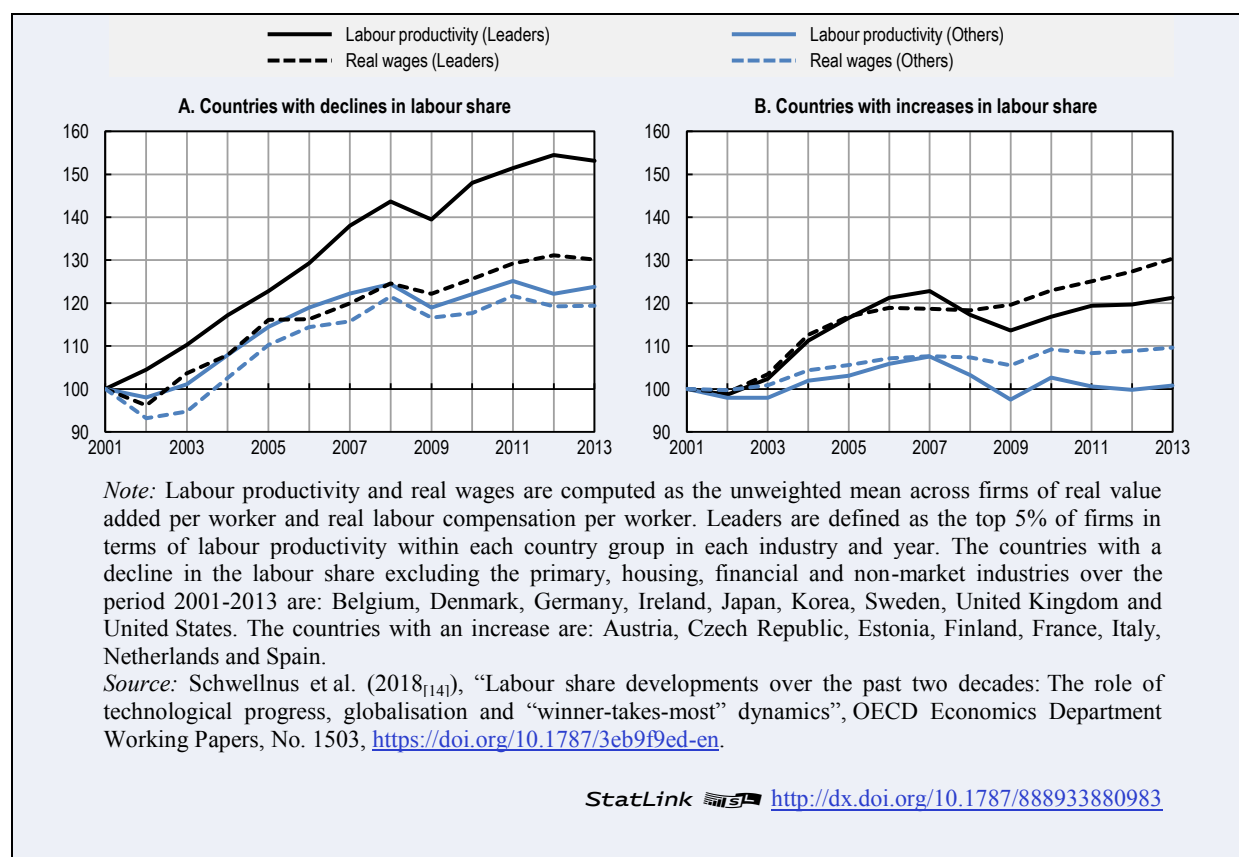 Labour productivity (Leaders)
Labour productivity (Others)
Real wages (Leaders)
Real wages (Others)
A. Countries with declines in labour share
160
150
140
130
120
110
100
90
2001
2003
2005
2007
2009
2011
2013
B. Countries with increases in labour share
160
150
140
130
120
110
100
90
2001
2003
2005
2007
2009
2011
2013
Note: Labour productivity and real wages are computed as the unweighted mean across firms of real value
added per worker and real labour compensation per worker. Leaders are defined as the top 5% of firms in
terms of labour productivity within each country group in each industry and year. The countries with a
decline in the labour share excluding the primary, housing, financial and non-market industries over the
period 2001-2013 are: Belgium, Denmark, Germany, Ireland, Japan, Korea, Sweden, United Kingdom and
United States. The countries with an increase are: Austria, Czech Republic, Estonia, Finland, France, Italy,
Netherlands and Spain.
Source: Schwellnus et al. (2018[14]), “Labour share developments over the past two decades: The role of
technological progress, globalisation and “winner-takes-most” dynamics”, OECD Economics Department
Working Papers, No. 1503, https://doi.org/10.1787/3eb9f9ed-en.
StatLink http://dx.doi.org/10.1787/888933880983